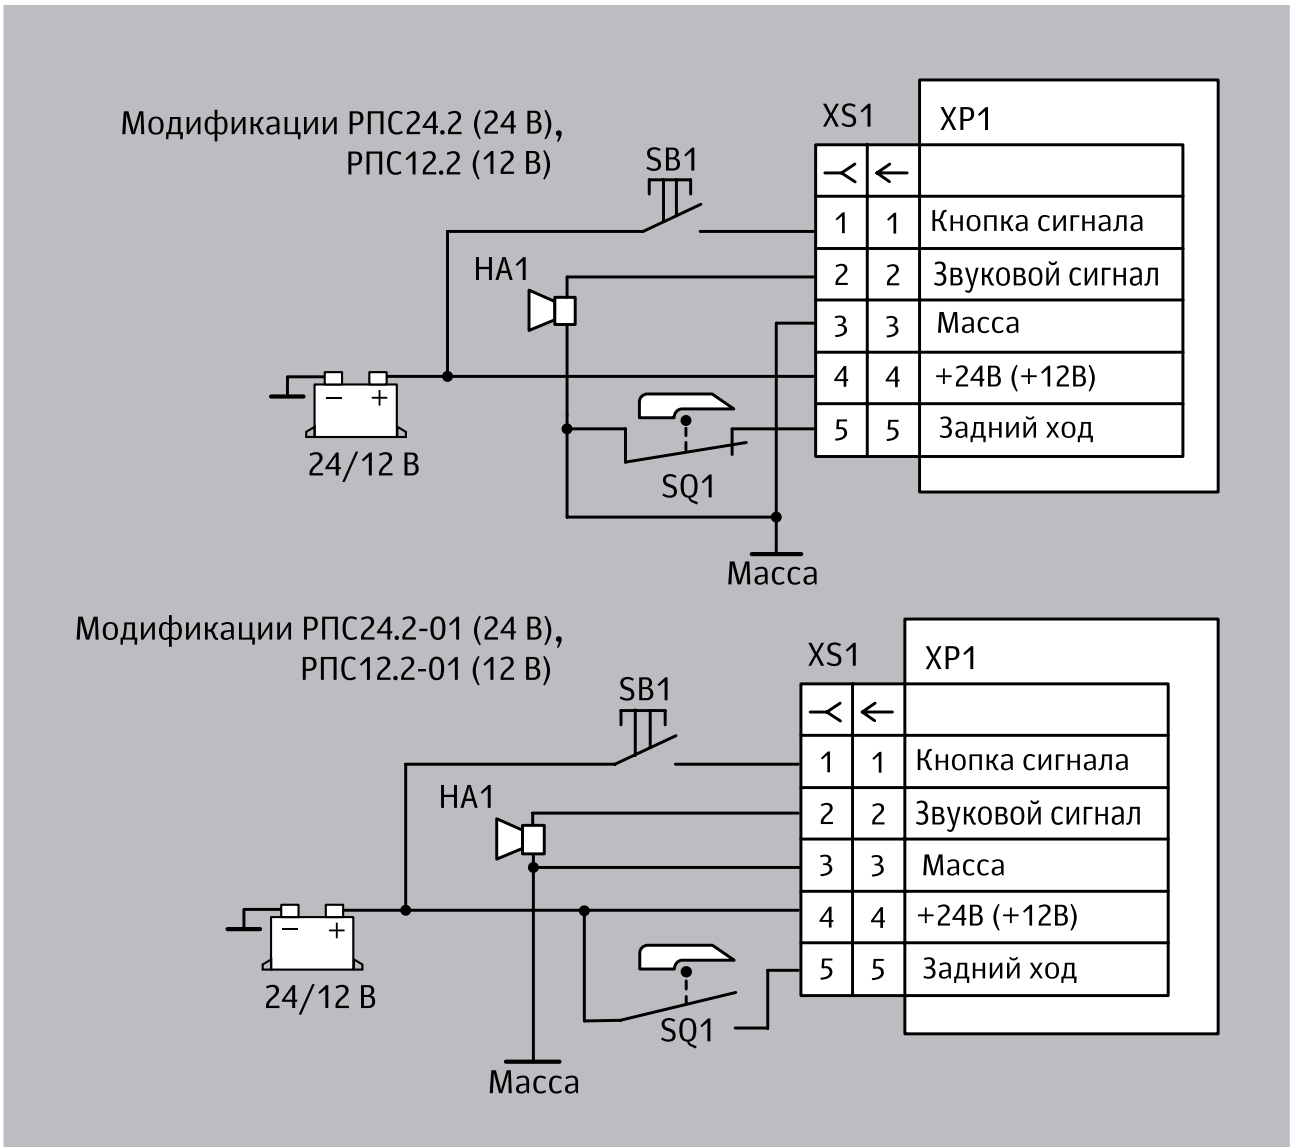 Модификации РПС24.2 (24 В),
РПС12.2 (12 В)
XS1
XP1
SB1
1 1 Кнопка сигнала
HA1
2 2 Звуковой сигнал
3 3 Масса
4 4 +24В (+12В)
− +
5 5 Задний ход
24/12 В
SQ1
Масса
Модификации РПС24.2-01 (24 В),
РПС12.2-01 (12 В)
XS1
XP1
SB1
1 1 Кнопка сигнала
HA1
2 2 Звуковой сигнал
3 3 Масса
4 4 +24В (+12В)
− +
5 5 Задний ход
24/12 В
SQ1
Масса